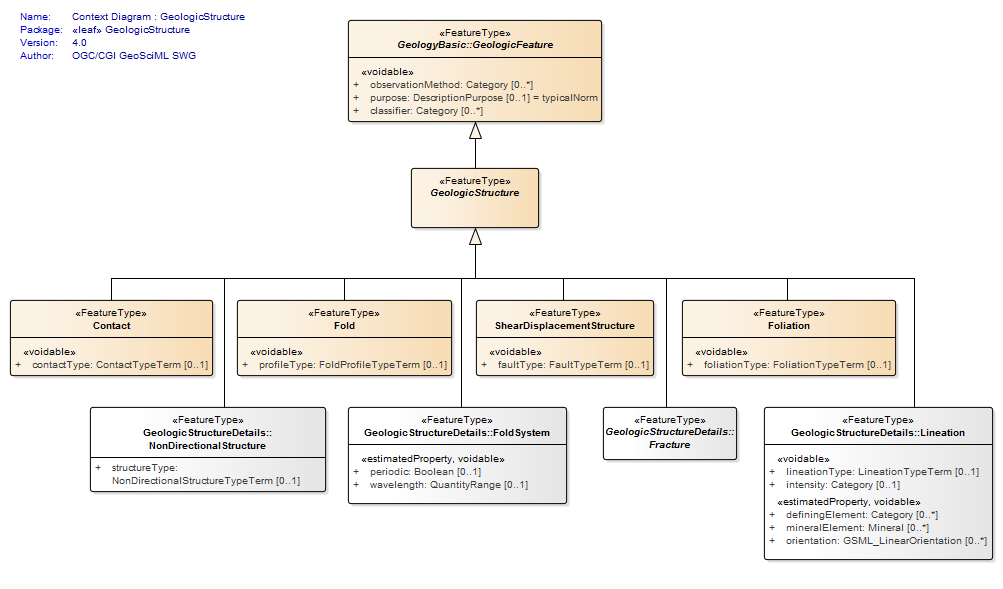 Name: Context Diagram : GeologicStructure
Package: «leaf» GeologicStructure
Version: 4.0
Author: OGC/CGI GeoSciML SWG
«FeatureType»
GeologyBasic::GeologicFeature
«voidable»
+ observationMethod: Category [0..*]
+ purpose: DescriptionPurpose [0..1] = typicalNorm
+ classifier: Category [0..*]
«FeatureType»
GeologicStructure
«FeatureType»
Contact
«voidable»
+ contactType: ContactTypeTerm [0..1]
«FeatureType»
Fold
«voidable»
+ profileType: FoldProfileTypeTerm [0..1]
«FeatureType»
ShearDisplacementStructure
«voidable»
+ faultType: FaultTypeTerm [0..1]
«FeatureType»
Foliation
«voidable»
+ foliationType: FoliationTypeTerm [0..1]
«FeatureType»
GeologicStructureDetails::
NonDirectionalStructure
+ structureType:
NonDirectionalStructureTypeTerm [0..1]
«FeatureType»
GeologicStructureDetails::FoldSystem
«estimatedProperty, voidable»
+ periodic: Boolean [0..1]
+ wavelength: QuantityRange [0..1]
«FeatureType»
GeologicStructureDetails::
Fracture
«FeatureType»
GeologicStructureDetails::Lineation
«voidable»
+ lineationType: LineationTypeTerm [0..1]
+ intensity: Category [0..1]
«estimatedProperty, voidable»
+ definingElement: Category [0..*]
+ mineralElement: Mineral [0..*]
+ orientation: GSML_LinearOrientation [0..*]